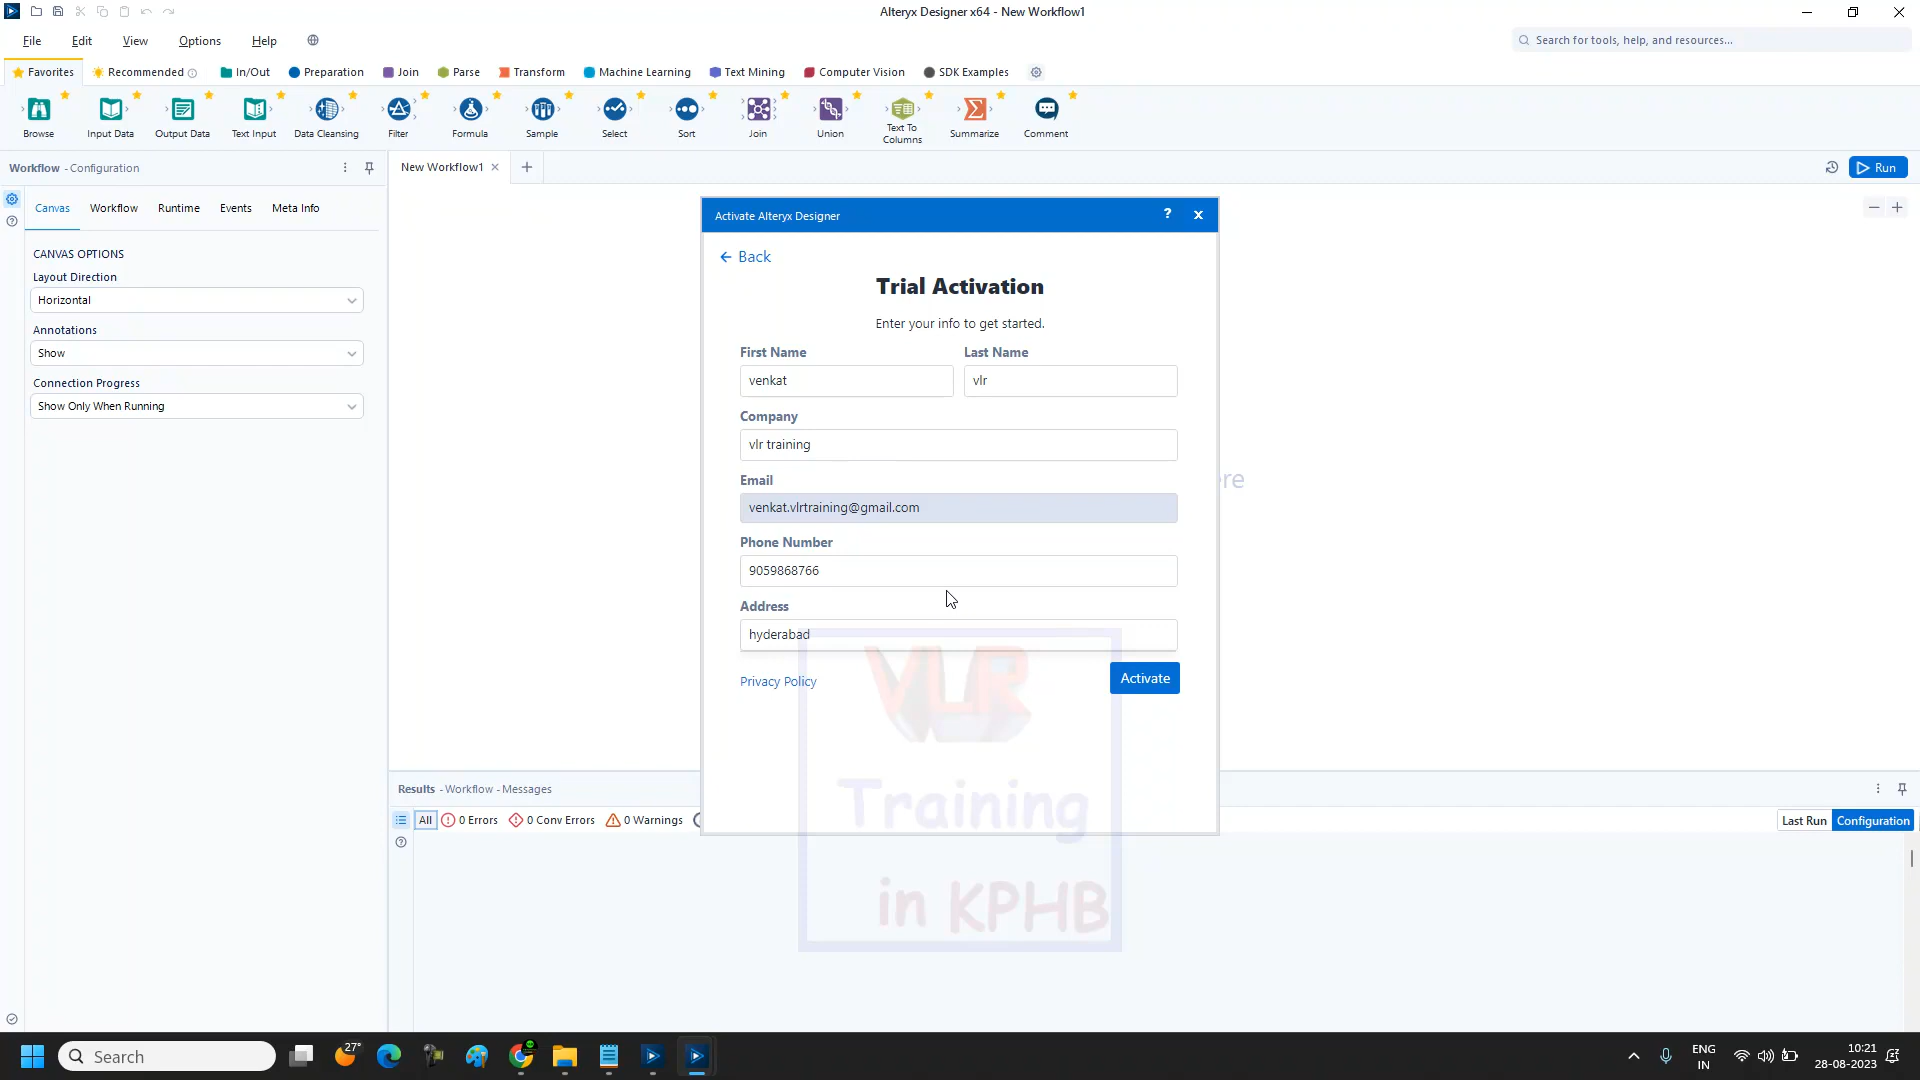 Alteryx Designer x64 - New Workflow1
File Edit View Options Help
Search for tools, help, and resources...
Favorites Recommended In/Out Preparation Join Parse Transform Machine Learning Text Mining Computer Vision SDK Examples
Browse Input Data Output Data Text Input Data Cleansing Filter Formula Sample Select Sort Join Union Text To Columns Summarize Comment
Workflow - Configuration
New Workflow1
Run
Canvas Workflow Runtime Events Meta Info
CANVAS OPTIONS
Layout Direction
Horizontal
Annotations
Show
Connection Progress
Show Only When Running
Activate Alteryx Designer
Back
Trial Activation
Enter your info to get started.
First Name Last Name
venkat vlr
Company
vlr training
Email
venkat.vlrtraining@gmail.com
Phone Number
9059868766
Address
hyderabad
Privacy Policy Activate
re
VLR
Training
in KPHB
Results - Workflow - Messages
All 0 Errors 0 Conv Errors 0 Warnings
Last Run Configuration
Search
27°
ENG
IN
10:21
28-08-2023